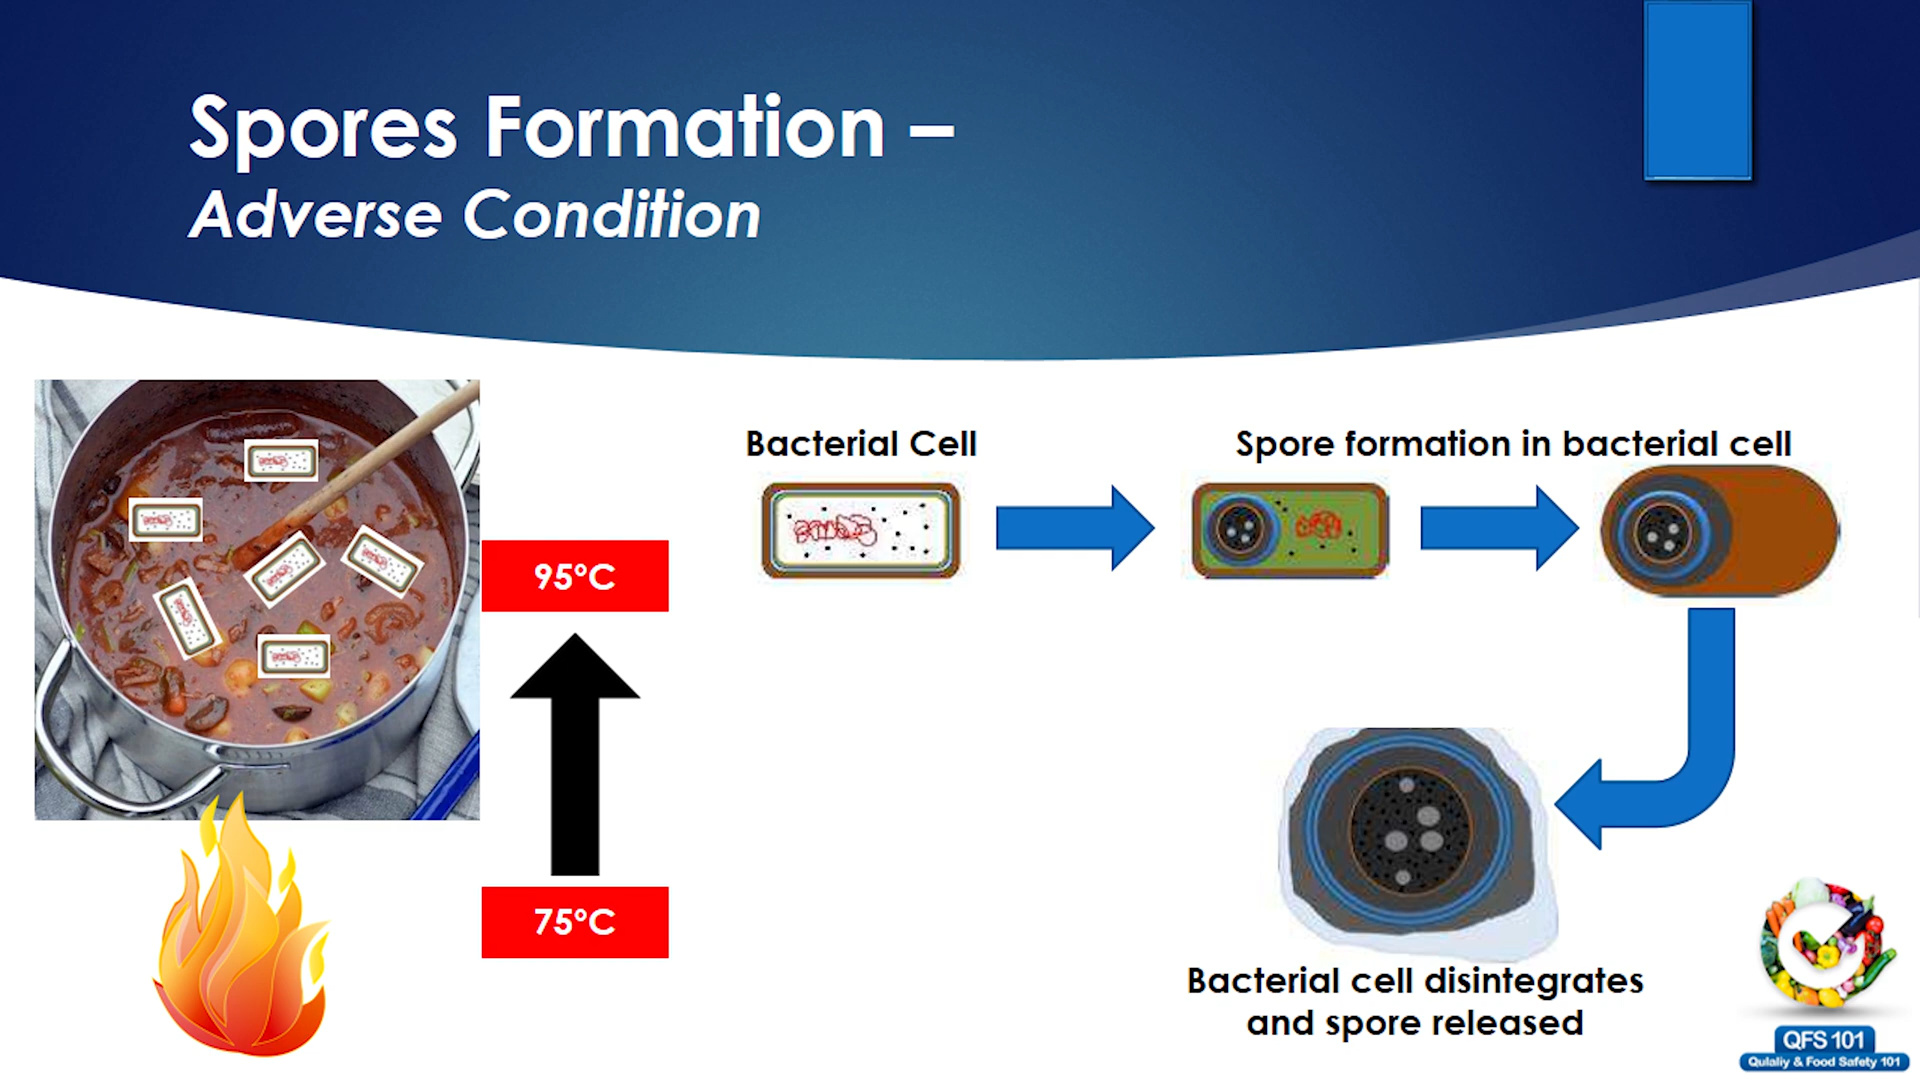 Spores Formation –
Adverse Condition
Bacterial Cell
Spore formation in bacterial cell
95°C
75°C
Bacterial cell disintegrates
and spore released
QFS 101
Qulaliy & Food Safety 101